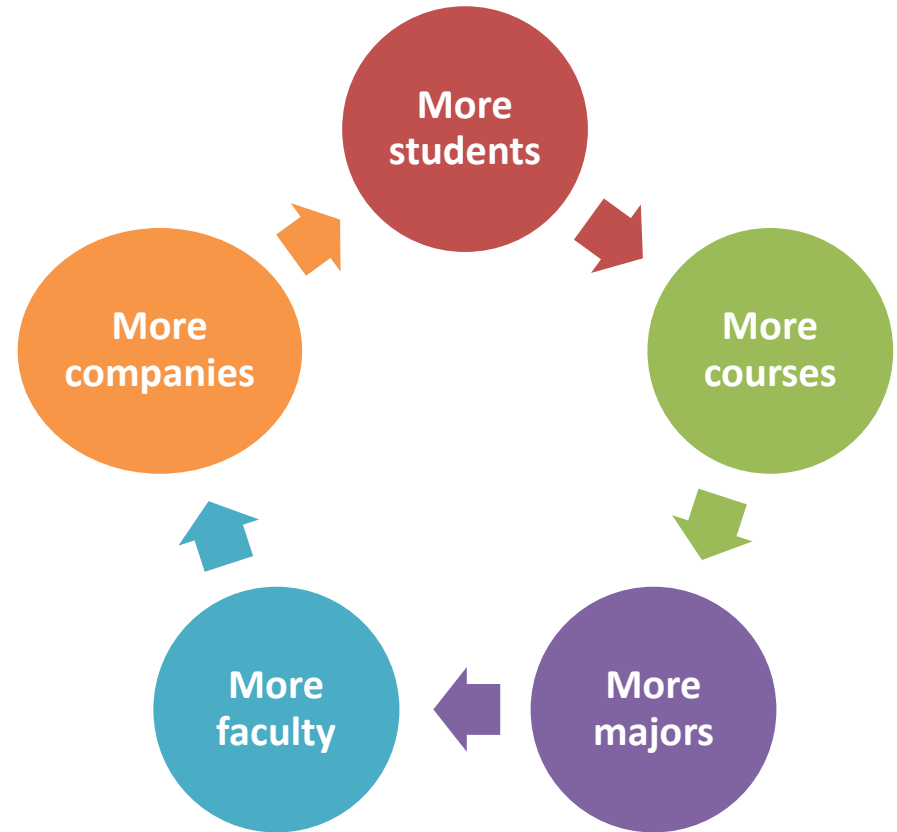 More
students
More
courses
More
majors
More
faculty
More
companies